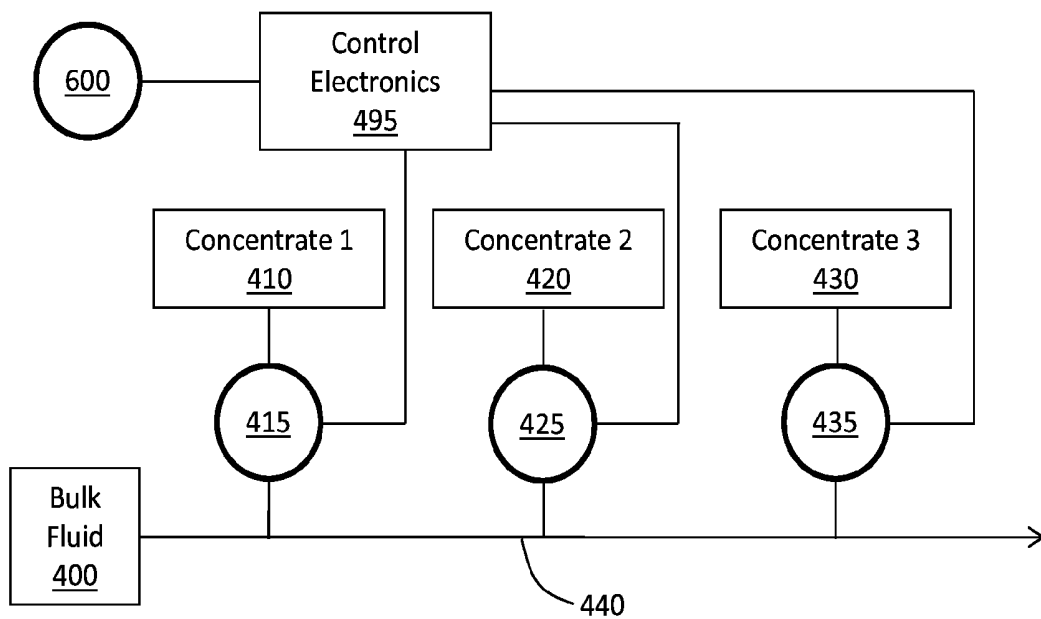 600
Control
Electronics
495
Concentrate 1
410
Concentrate 2
420
Concentrate 3
430
415
425
435
Bulk
Fluid
400
440